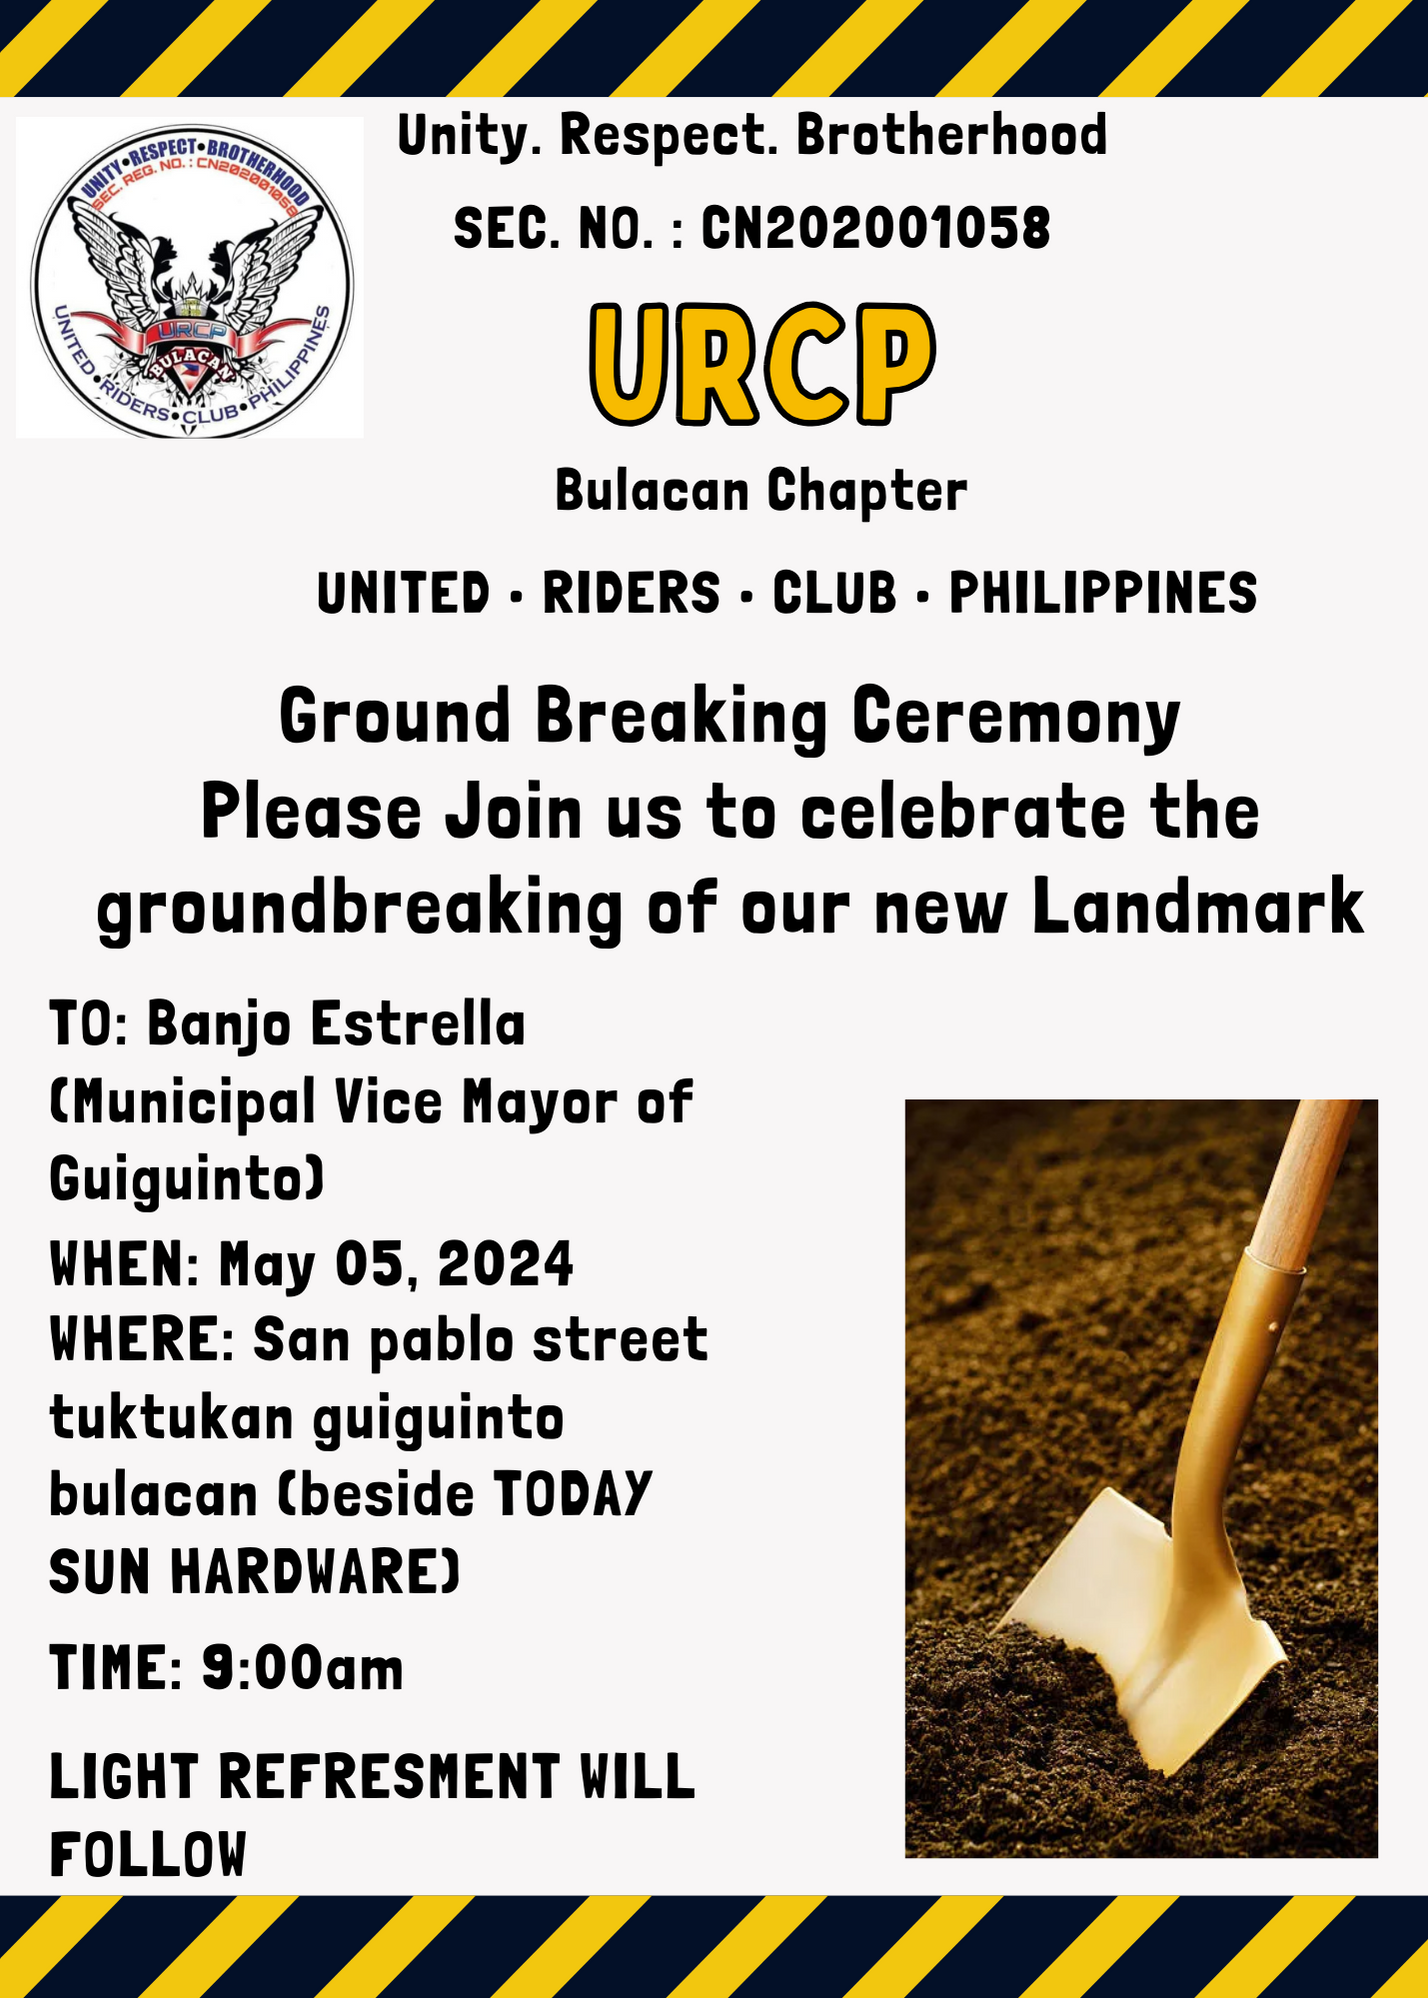 Unity. Respect. Brotherhood
SEC. NO. : CN202001058
UNITY•RESPECT•BROTHERHOOD
SEC. REG. NO. : CN202001058
URCP
BULACAN
UNITED•RIDERS•CLUB•PHILIPPINES
URCP
Bulacan Chapter
UNITED • RIDERS • CLUB • PHILIPPINES
Ground Breaking Ceremony
Please Join us to celebrate the
groundbreaking of our new Landmark
TO: Banjo Estrella
(Municipal Vice Mayor of
Guiguinto)
WHEN: May 05, 2024
WHERE: San pablo street
tuktukan guiguinto
bulacan (beside TODAY
SUN HARDWARE)
TIME: 9:00am
LIGHT REFRESMENT WILL
FOLLOW